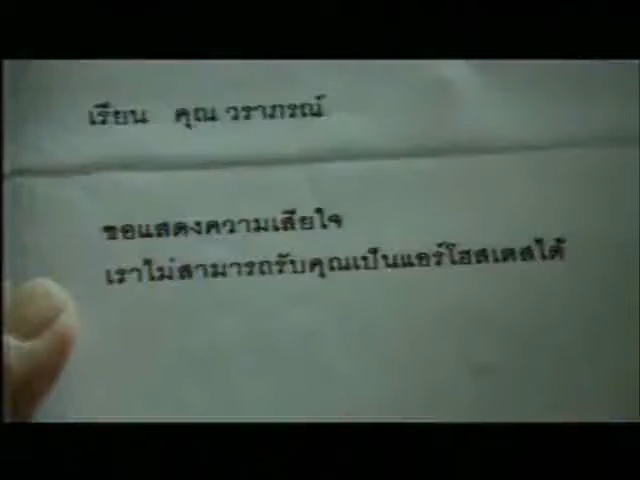 เรียน คุณ วราภรณ์
ขอแสดงความเสียใจ
เราไม่สามารถรับคุณเป็นแอร์โฮสเตสได้